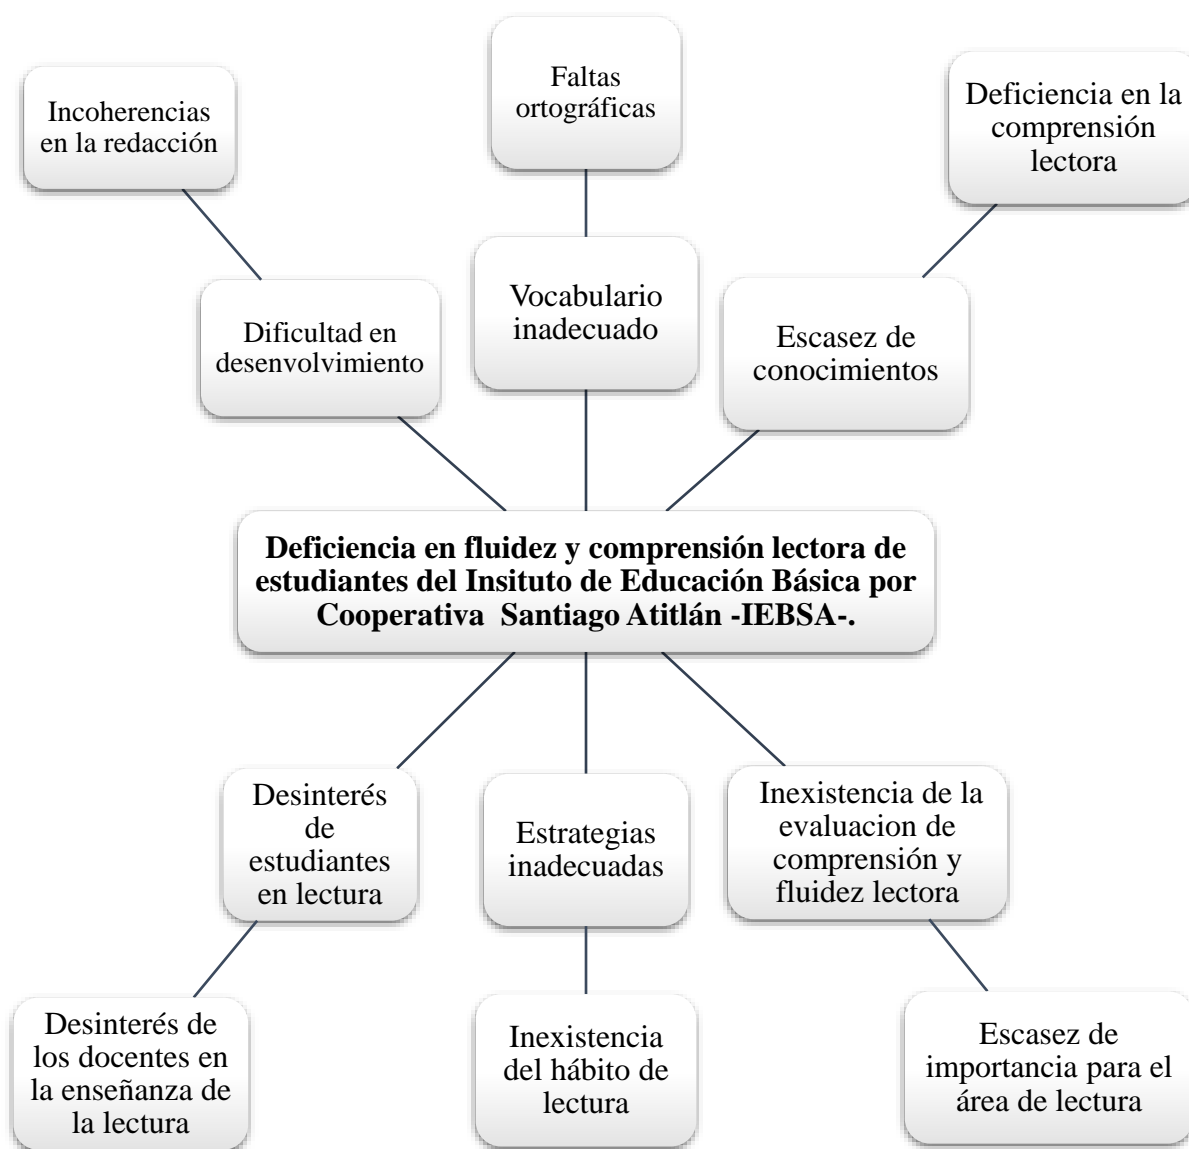 Faltas
ortográficas
Incoherencias
en la redacción
Deficiencia en la
comprensión
lectora
Dificultad en
desenvolvimiento
Vocabulario
inadecuado
Escasez de
conocimientos
Deficiencia en fluidez y comprensión lectora de
estudiantes del Insituto de Educación Básica por
Cooperativa Santiago Atitlán -IEBSA-.
Desinterés
de
estudiantes
en lectura
Estrategias
inadecuadas
Inexistencia de la
evaluacion de
comprensión y
fluidez lectora
Desinterés de
los docentes en
la enseñanza de
la lectura
Inexistencia
del hábito de
lectura
Escasez de
importancia para el
área de lectura